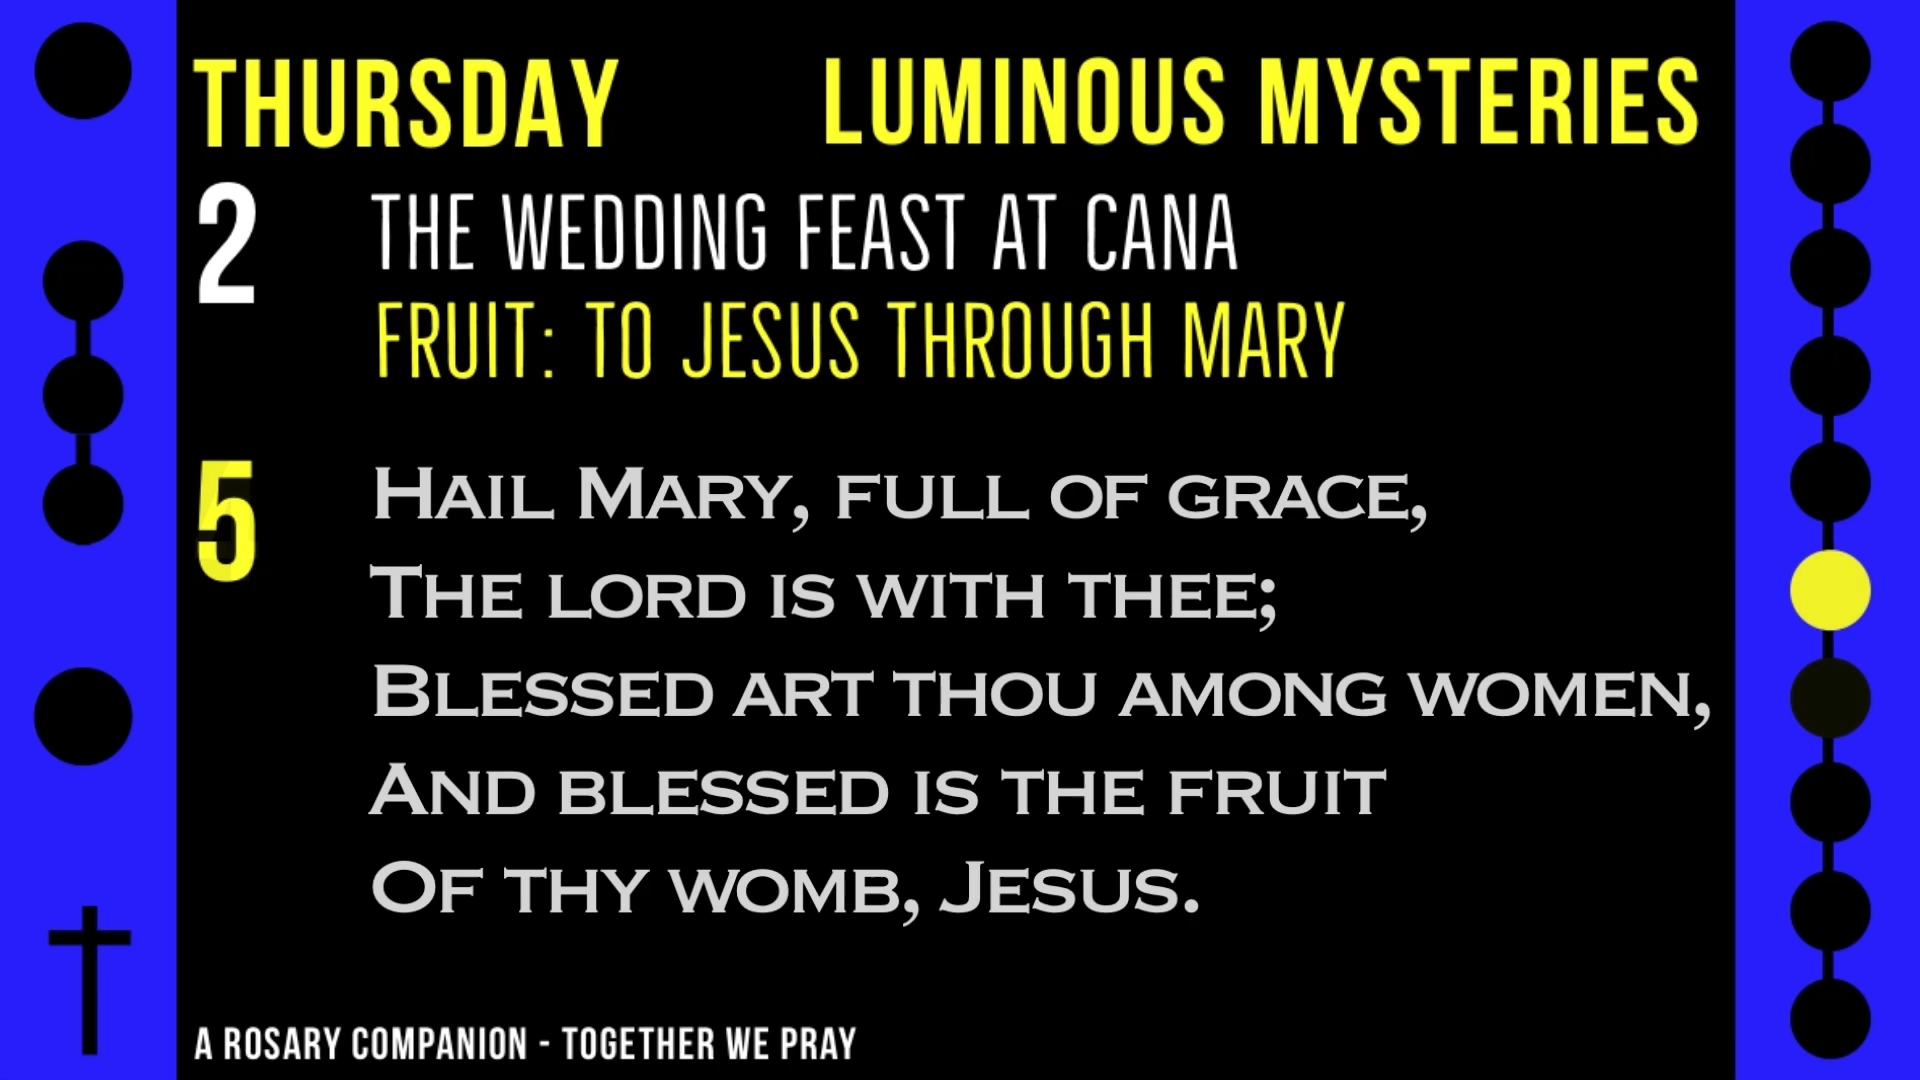 THURSDAY LUMINOUS MYSTERIES
2 THE WEDDING FEAST AT CANA
FRUIT: TO JESUS THROUGH MARY
5 Hail Mary, full of grace,
The lord is with thee;
Blessed art thou among women,
And blessed is the fruit
Of thy womb, Jesus.
A ROSARY COMPANION - TOGETHER WE PRAY